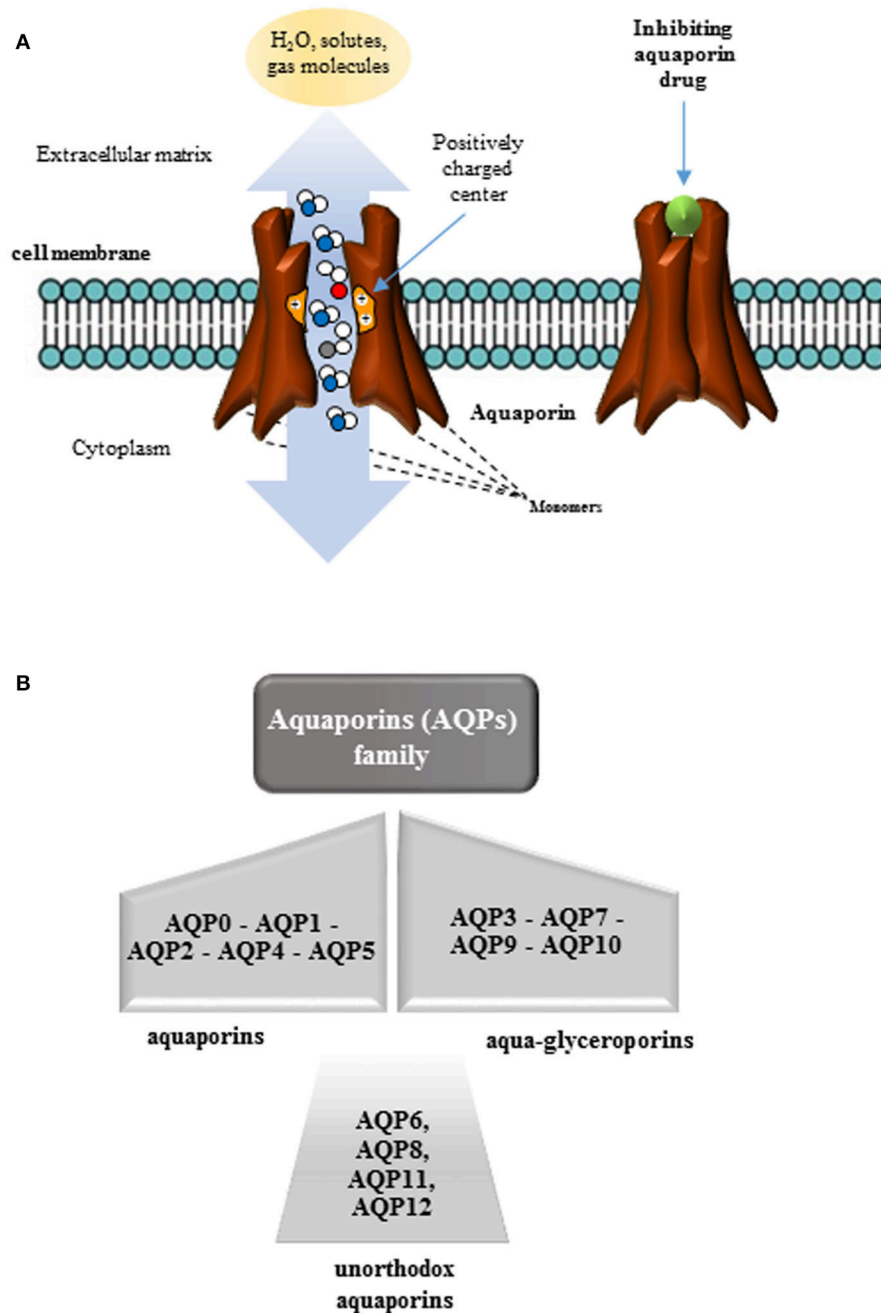 A
H₂O, solutes,
gas molecules
Inhibiting
aquaporin
drug
Extracellular matrix
Positively
charged
center
cell membrane
+
+
+
Aquaporin
Cytoplasm
Monomers
B
Aquaporins (AQPs)
family
AQP0 - AQP1 -
AQP2 - AQP4 - AQP5
AQP3 - AQP7 -
AQP9 - AQP10
aquaporins
aqua-glyceroporins
AQP6,
AQP8,
AQP11,
AQP12
unorthodox
aquaporins